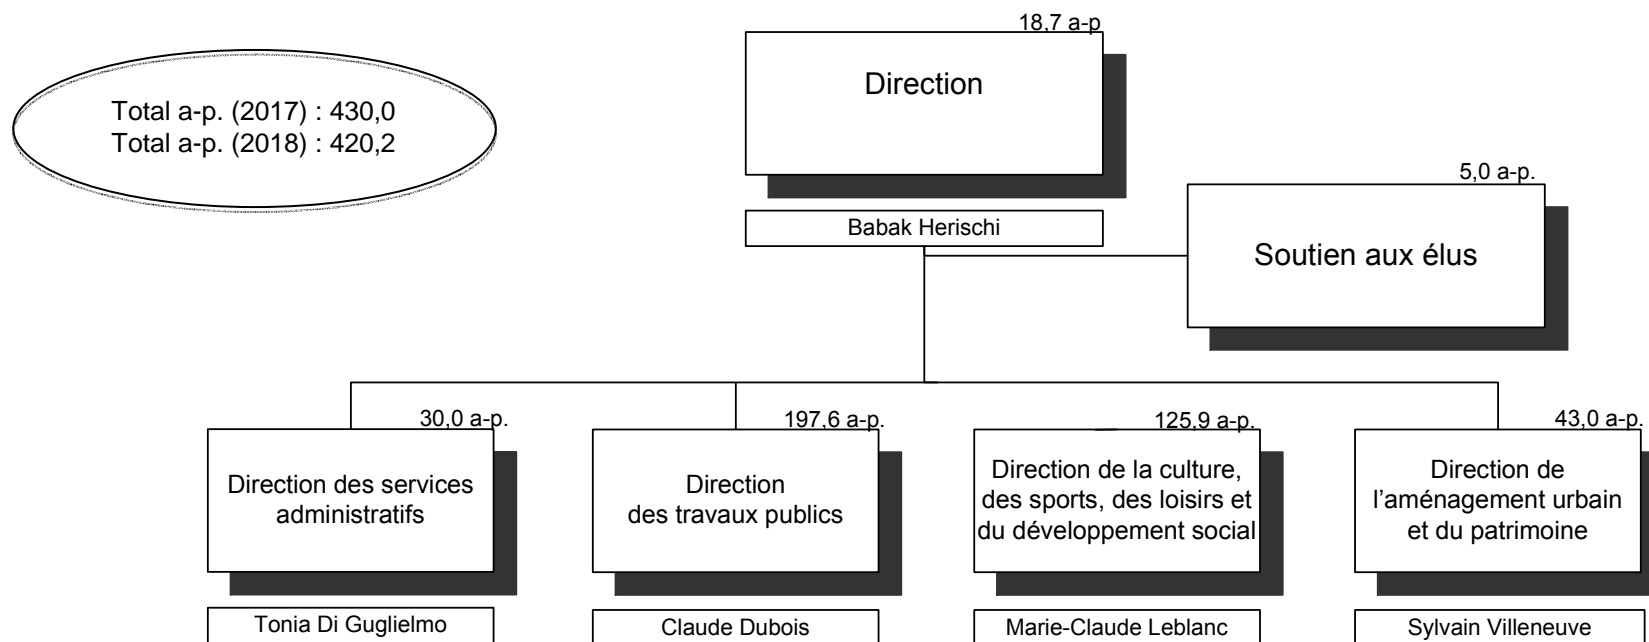 18,7 a-p
Total a-p. (2017) : 430,0
Total a-p. (2018) : 420,2
Direction
Babak Herischi
5,0 a-p.
Soutien aux élus
30,0 a-p.
Direction des services
administratifs
Tonia Di Guglielmo
197,6 a-p.
Direction
des travaux publics
Claude Dubois
125,9 a-p.
Direction de la culture,
des sports, des loisirs et
du développement social
Marie-Claude Leblanc
43,0 a-p.
Direction de
l’aménagement urbain
et du patrimoine
Sylvain Villeneuve